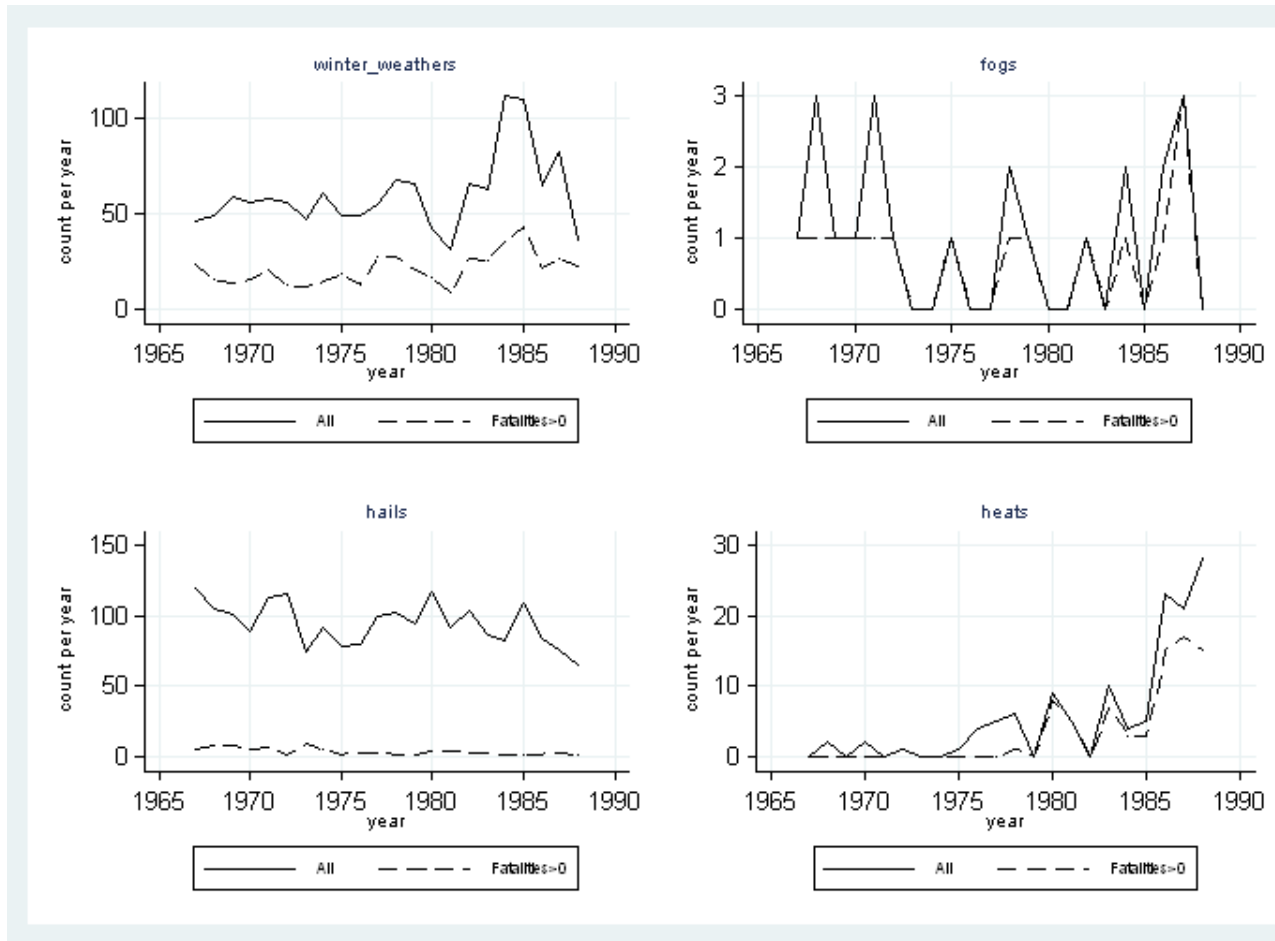 winter_weathers
count per year
100
50
0
1965 1970 1975 1980 1985 1990
year
All Fatalities>0
fogs
count per year
3
2
1
0
1965 1970 1975 1980 1985 1990
year
All Fatalities>0
hails
count per year
150
100
50
0
1965 1970 1975 1980 1985 1990
year
All Fatalities>0
heats
count per year
30
20
10
0
1965 1970 1975 1980 1985 1990
year
All Fatalities>0